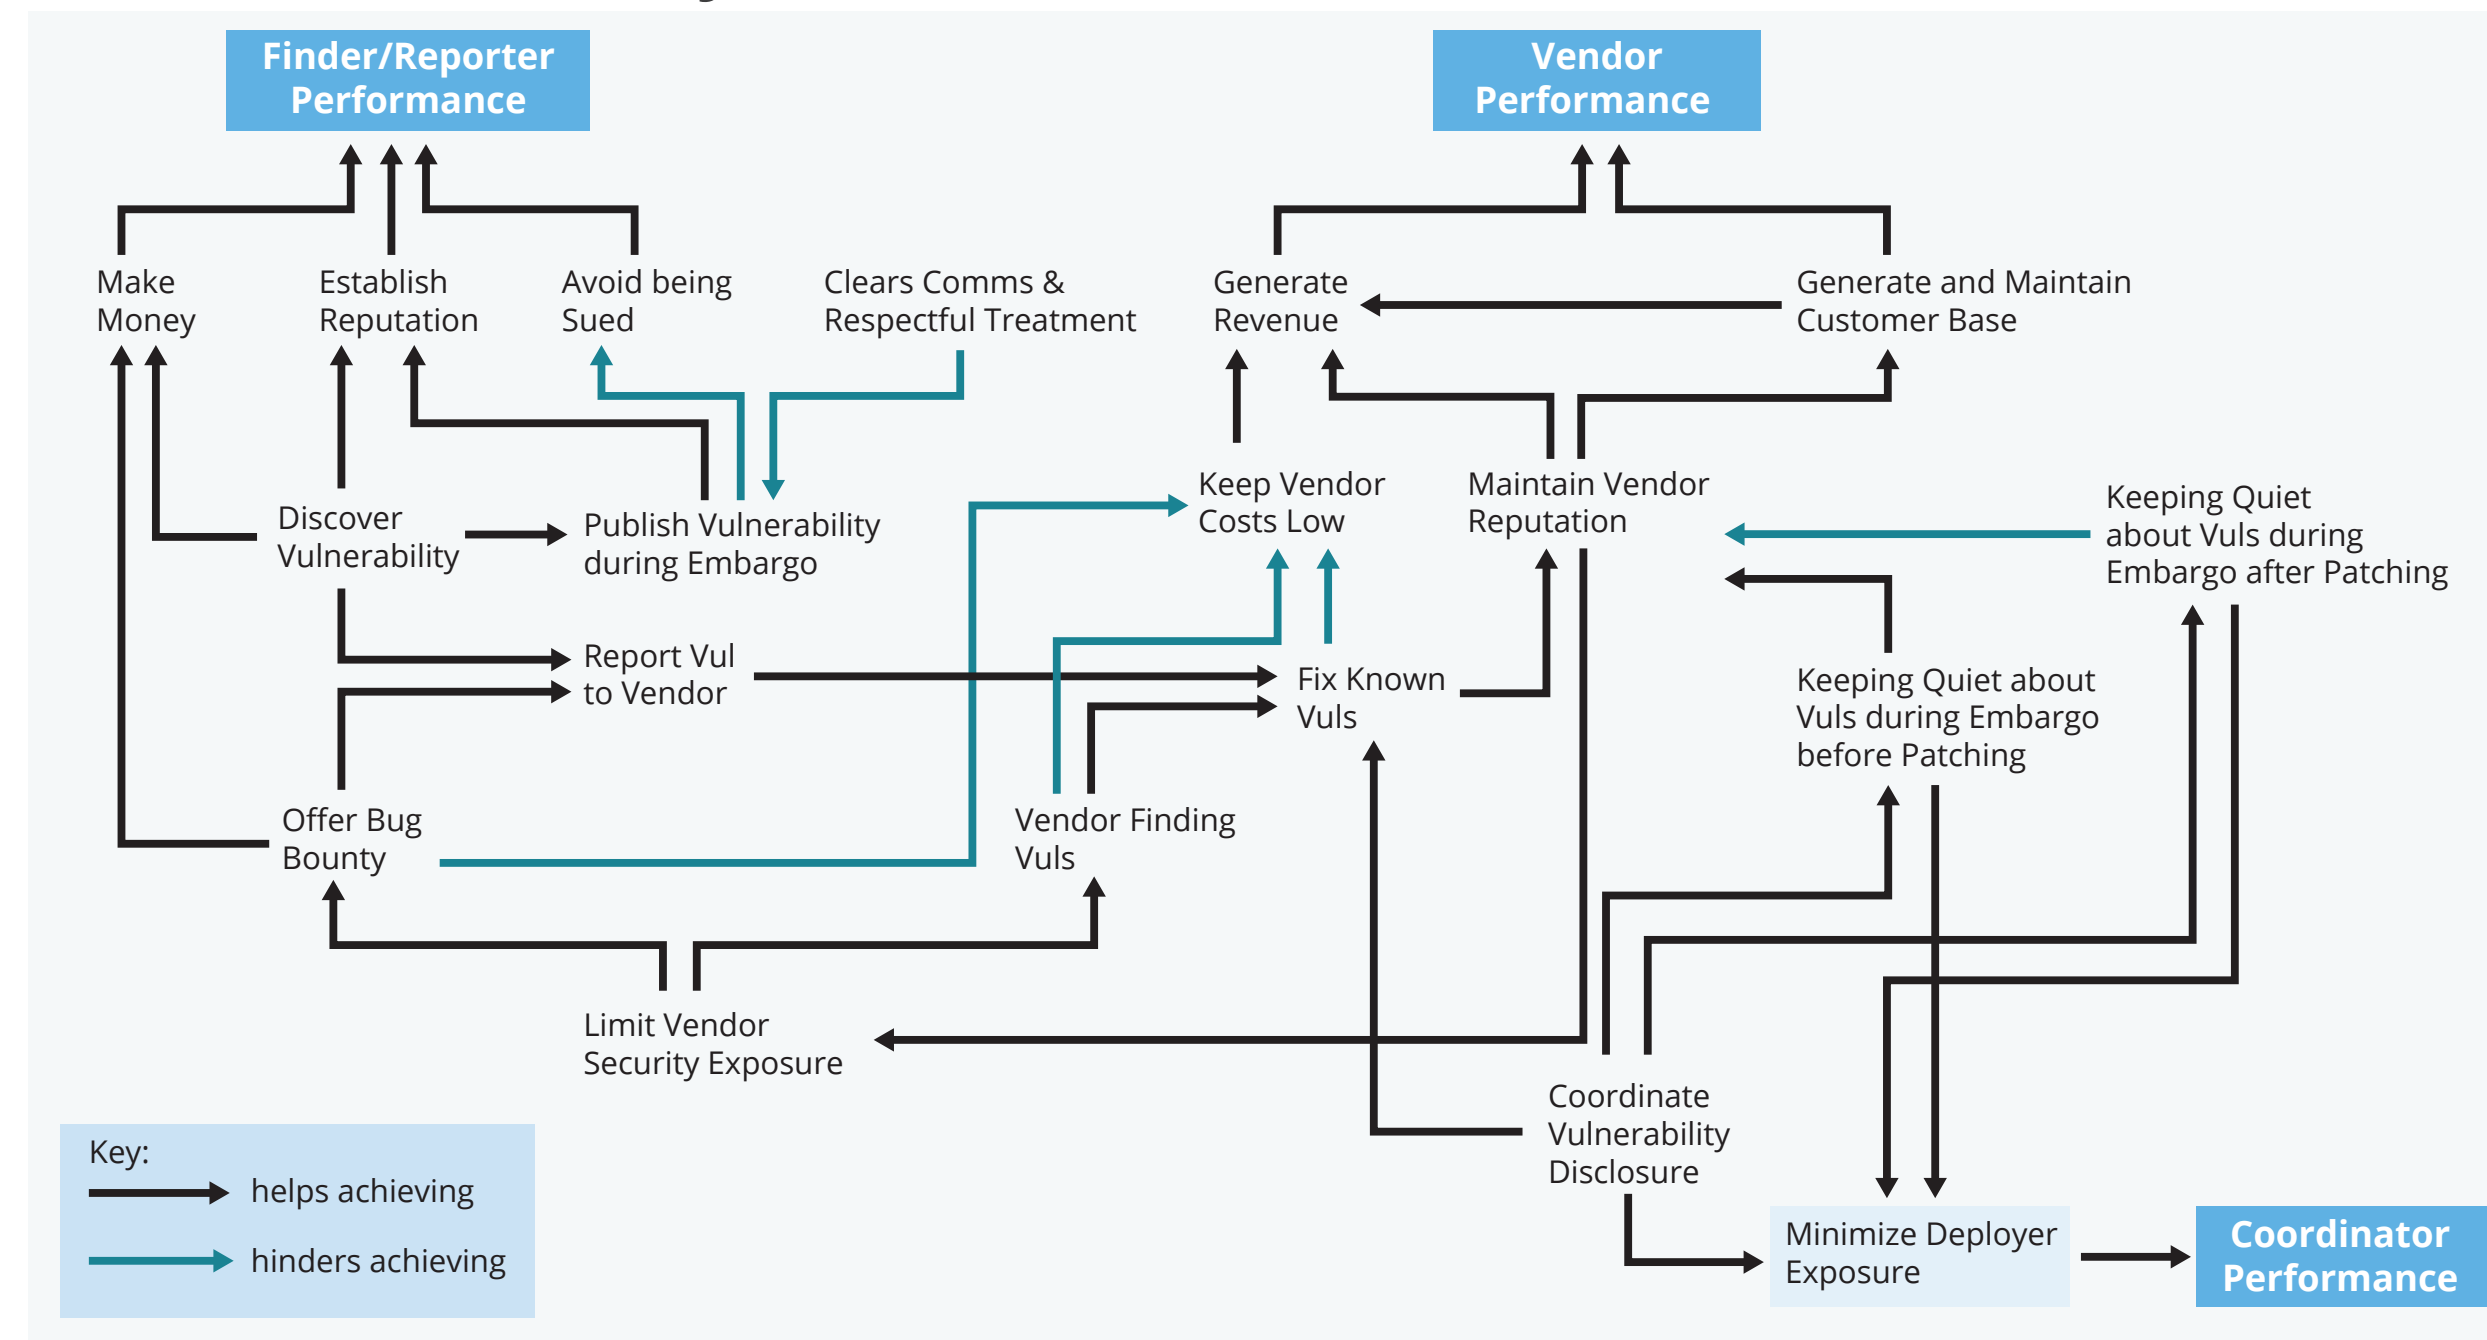 Finder/Reporter
Performance
Vendor
Performance
Make
Money
Establish
Reputation
Avoid being
Sued
Clears Comms &
Respectful Treatment
Generate
Revenue
Generate and Maintain
Customer Base
Keep Vendor
Costs Low
Maintain Vendor
Reputation
Keeping Quiet
about Vuls during
Embargo after Patching
Discover
Vulnerability
Publish Vulnerability
during Embargo
Report Vul
to Vendor
Fix Known
Vuls
Keeping Quiet about
Vuls during Embargo
before Patching
Offer Bug
Bounty
Vendor Finding
Vuls
Limit Vendor
Security Exposure
Coordinate
Vulnerability
Disclosure
Key:
helps achieving
hinders achieving
Minimize Deployer
Exposure
Coordinator
Performance